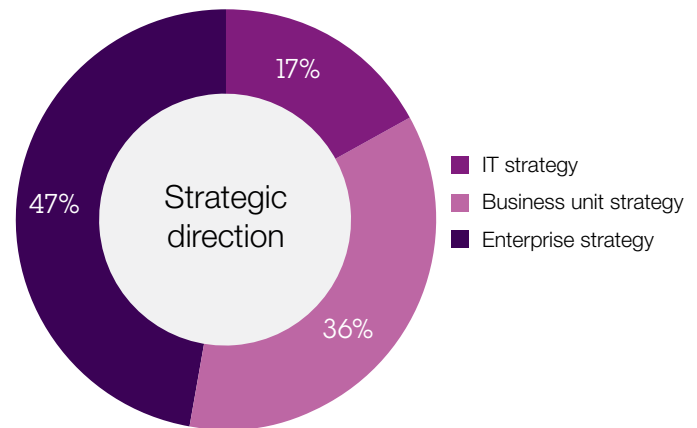 17%
47%
Strategic
direction
36%
IT strategy
Business unit strategy
Enterprise strategy